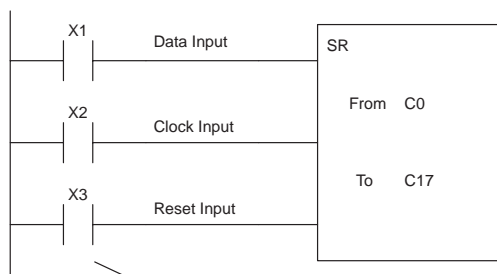 X1
Data Input
SR
From C0
X2
Clock Input
To C17
X3
Reset Input